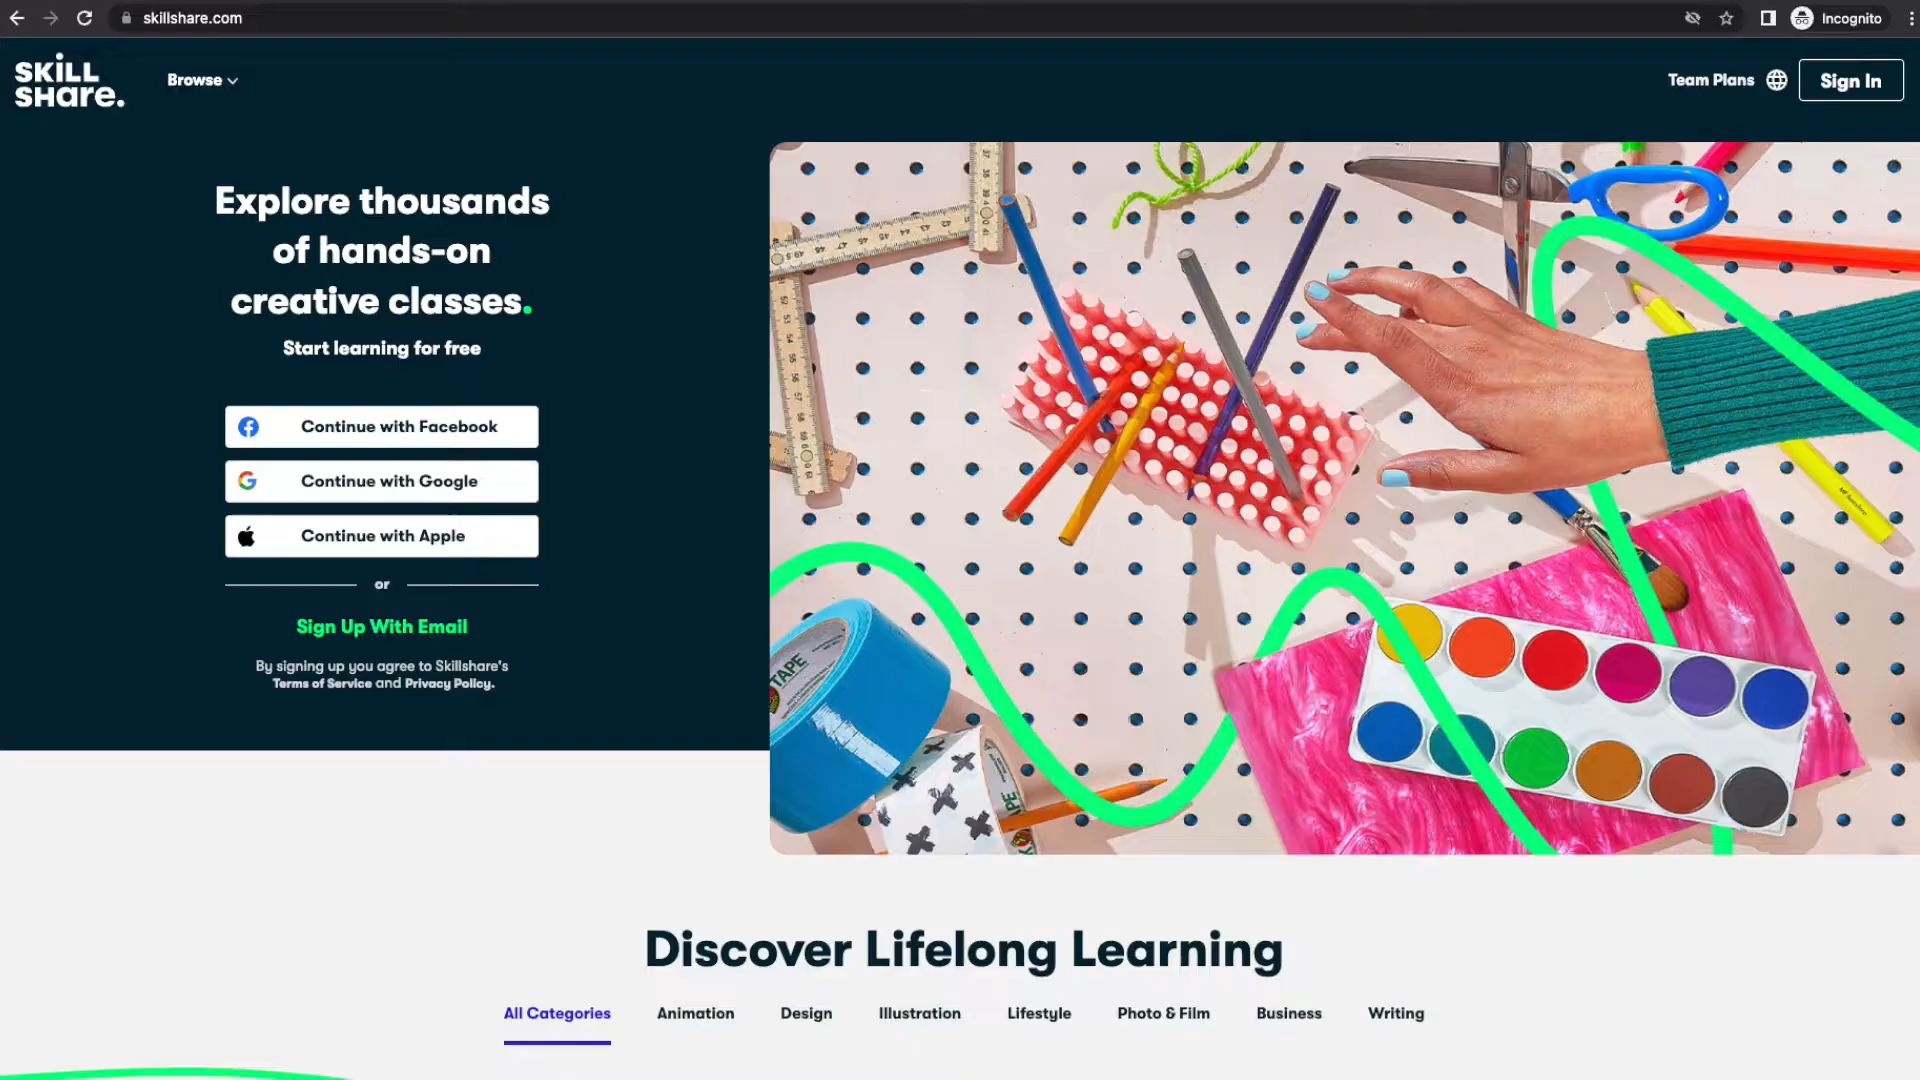 skillshare.com
Incognito
SKILL
SHare.
Browse
Team Plans
Sign In
Explore thousands
of hands-on
creative classes.
Start learning for free
Continue with Facebook
Continue with Google
Continue with Apple
or
Sign Up With Email
By signing up you agree to Skillshare's
Terms of Service and Privacy Policy.
TAPE
Discover Lifelong Learning
All Categories
Animation
Design
Illustration
Lifestyle
Photo & Film
Business
Writing